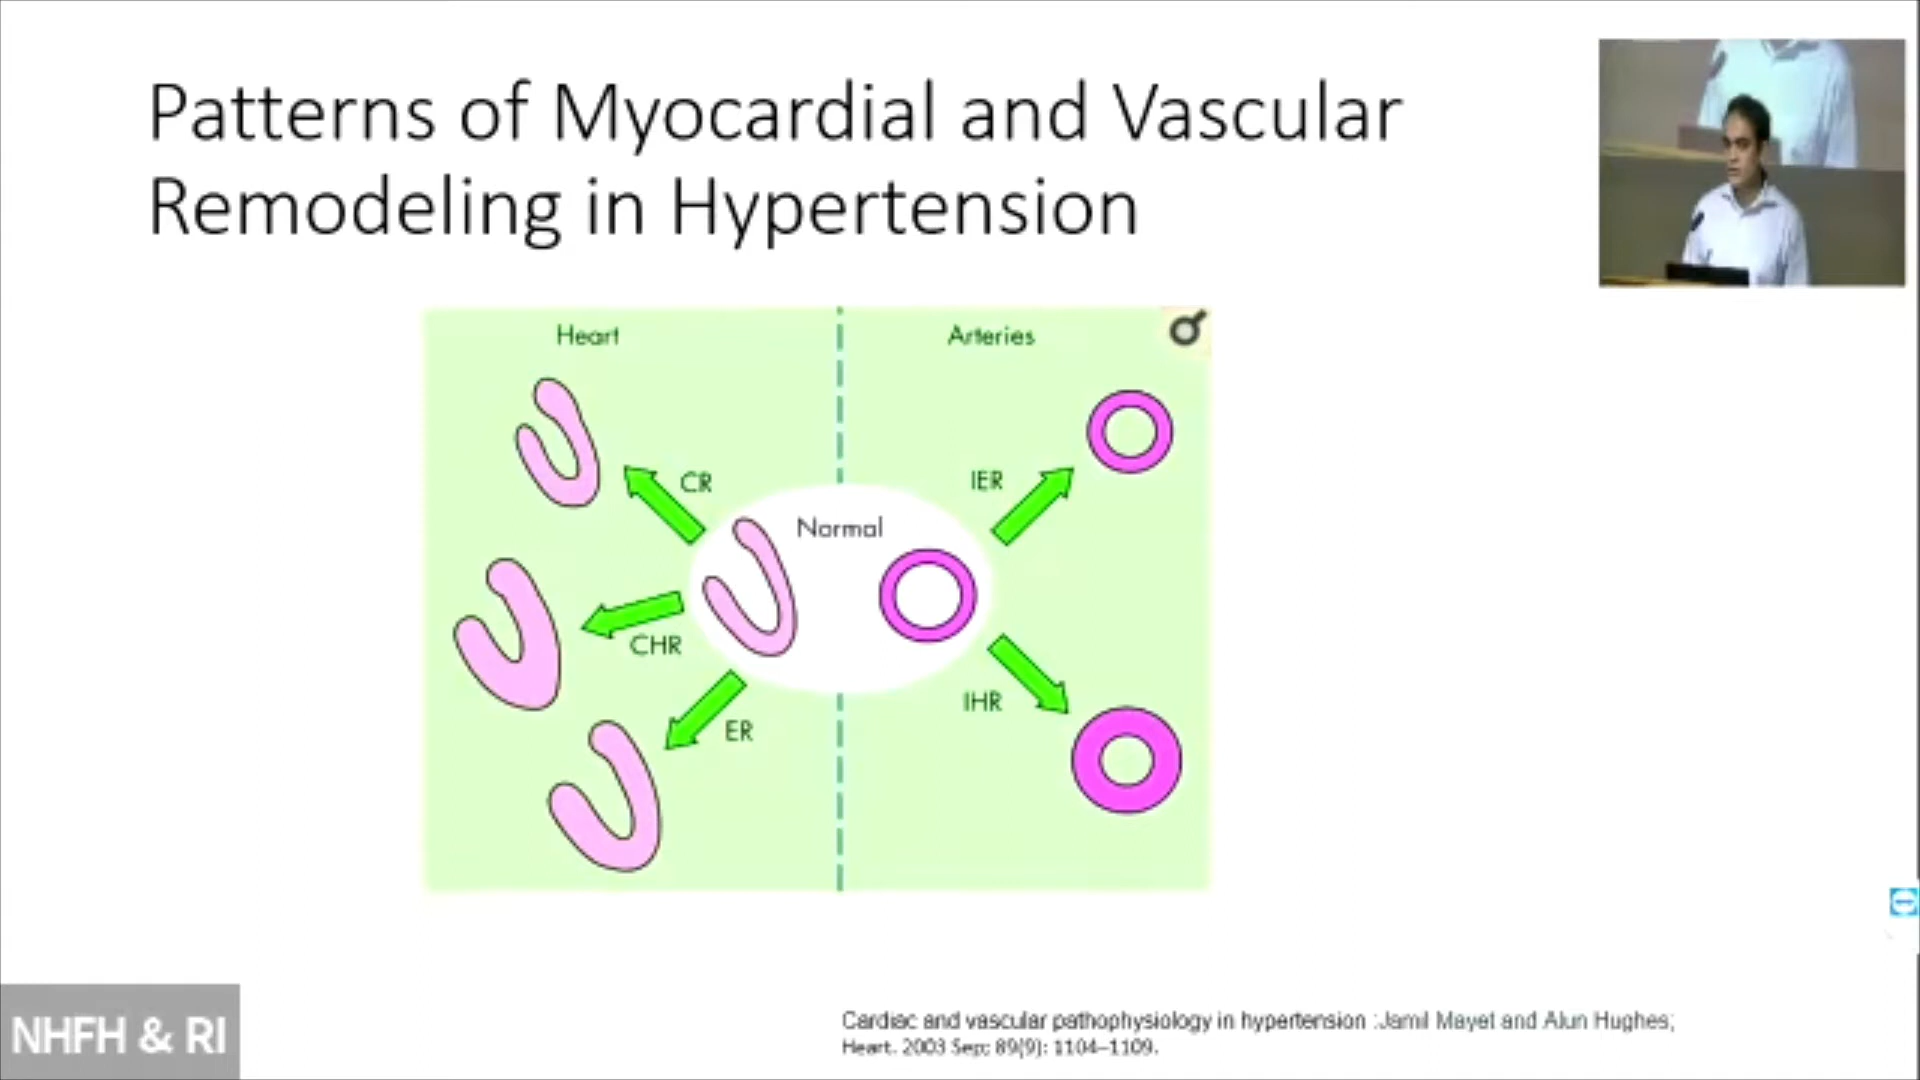 Patterns of Myocardial and Vascular
Remodeling in Hypertension
Heart
Arteries
CR
IER
Normal
CHR
IHR
ER
NHFH & RI
Cardiac and vascular pathophysiology in hypertension :Jamil Mayet and Alun Hughes;
Heart. 2003 Sep; 89(9): 1104–1109.